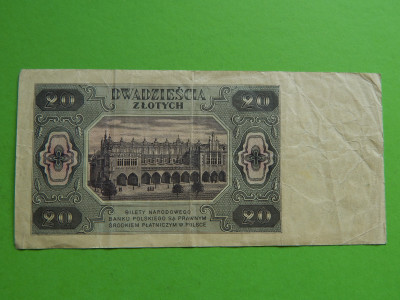 DWADZIEŚCIA
ZŁOTYCH
20 20
BILETY NARODOWEGO
BANKU POLSKIEGO SĄ PRAWNYM
ŚRODKIEM PŁATNICZYM W POLSCE
20 20